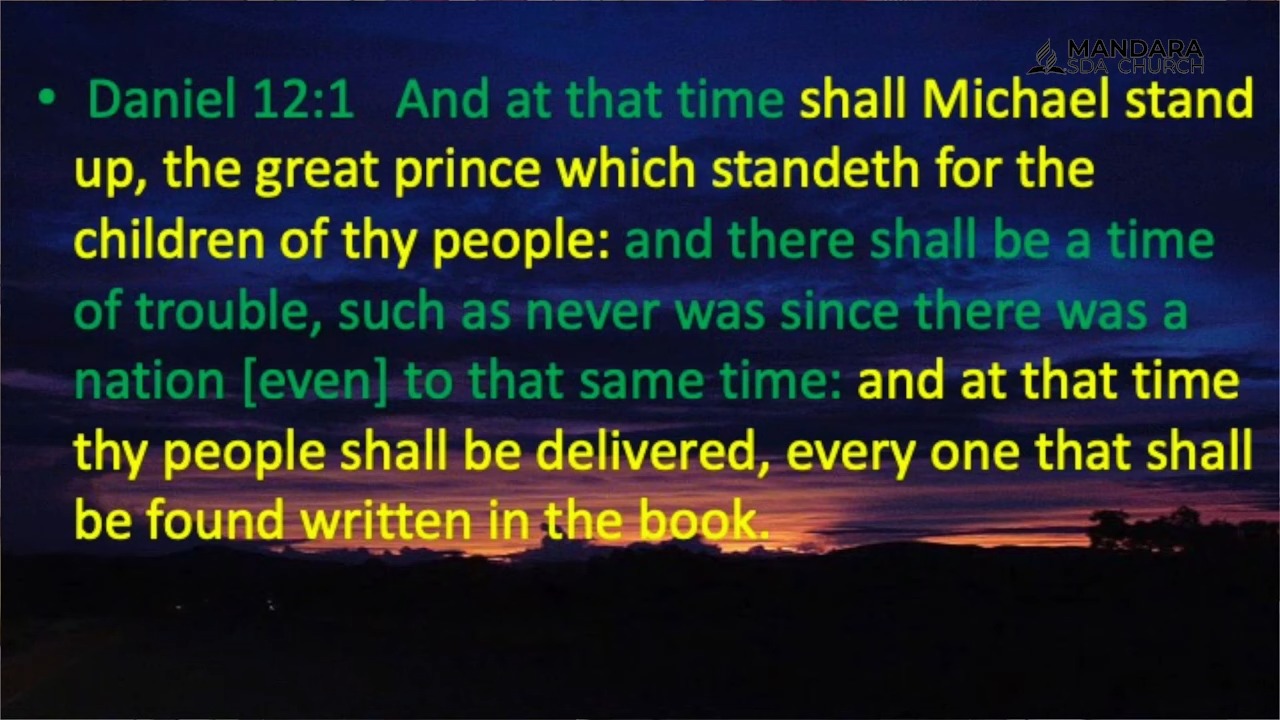 MANDARA
SDA CHURCH
• Daniel 12:1 And at that time shall Michael stand
up, the great prince which standeth for the
children of thy people: and there shall be a time
of trouble, such as never was since there was a
nation [even] to that same time: and at that time
thy people shall be delivered, every one that shall
be found written in the book.